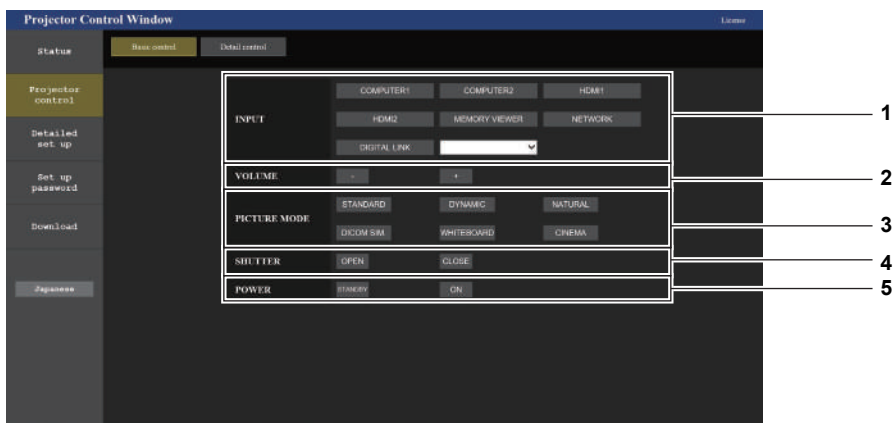 Projector Control Window
License
Status
Basic control
Detail control
Projector
control
Detailed
set up
Set up
password
Download
Japanese
INPUT
COMPUTER1 COMPUTER2 HDMI1
HDMI2 MEMORY VIEWER NETWORK
DIGITAL LINK
VOLUME - +
PICTURE MODE
STANDARD DYNAMIC NATURAL
DICOM SIM. WHITEBOARD CINEMA
SHUTTER OPEN CLOSE
POWER STANDBY ON
1
2
3
4
5